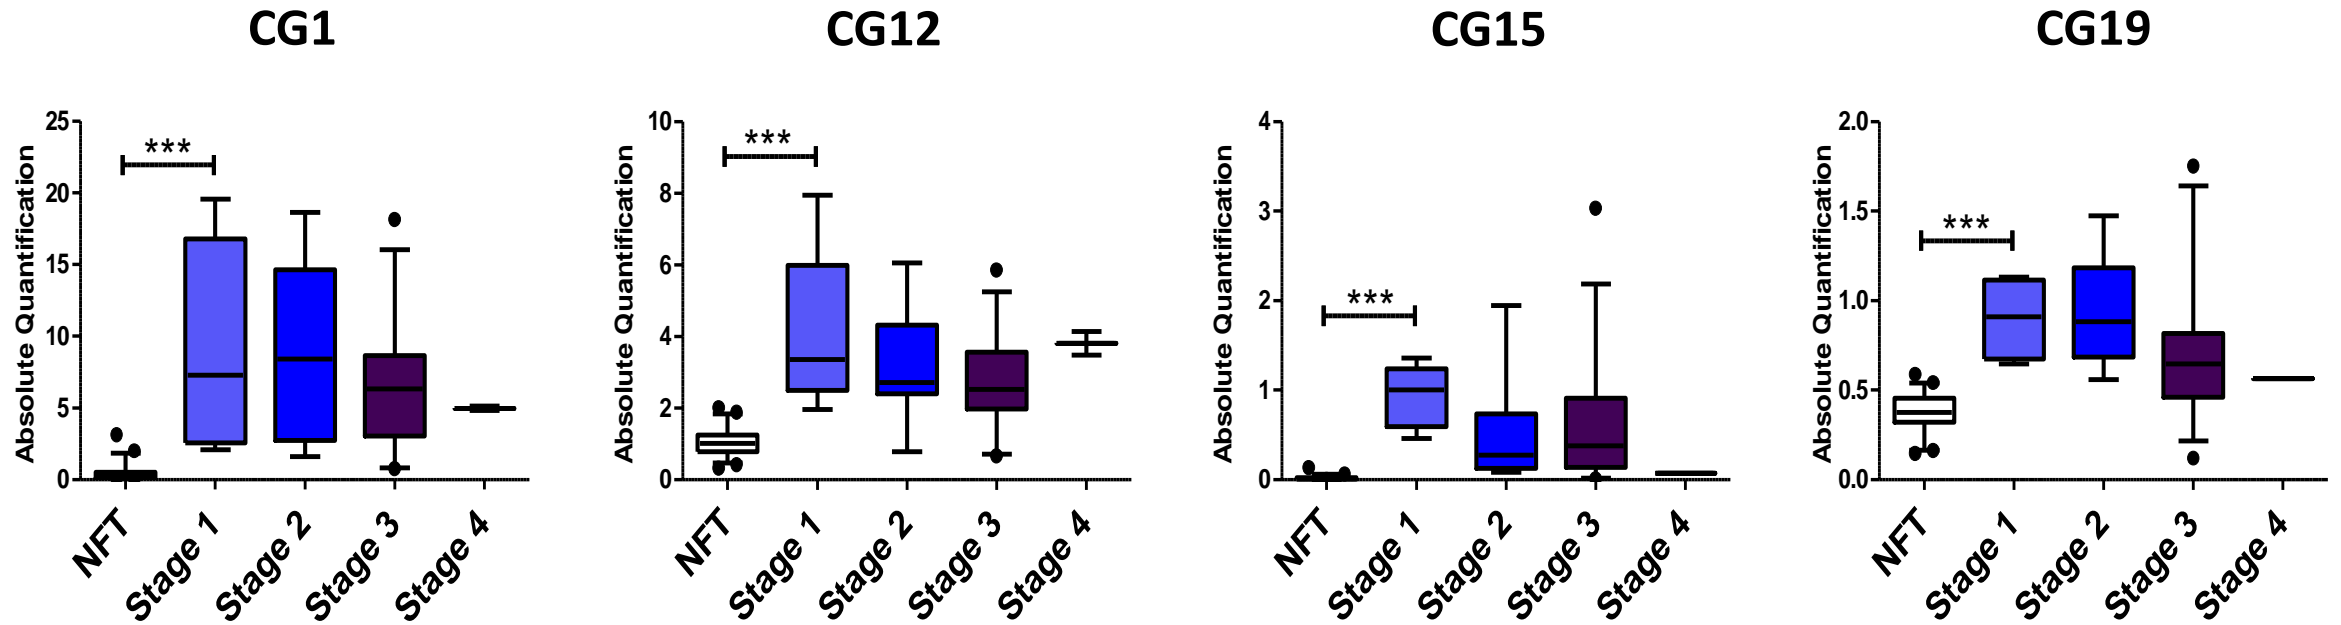 CG1
Absolute Quantification
25
20
15
10
5
0
***
NFT
Stage 1
Stage 2
Stage 3
Stage 4
CG12
Absolute Quantification
10
8
6
4
2
0
***
NFT
Stage 1
Stage 2
Stage 3
Stage 4
CG15
Absolute Quantification
4
3
2
1
0
***
NFT
Stage 1
Stage 2
Stage 3
Stage 4
CG19
Absolute Quantification
2.0
1.5
1.0
0.5
0.0
***
NFT
Stage 1
Stage 2
Stage 3
Stage 4